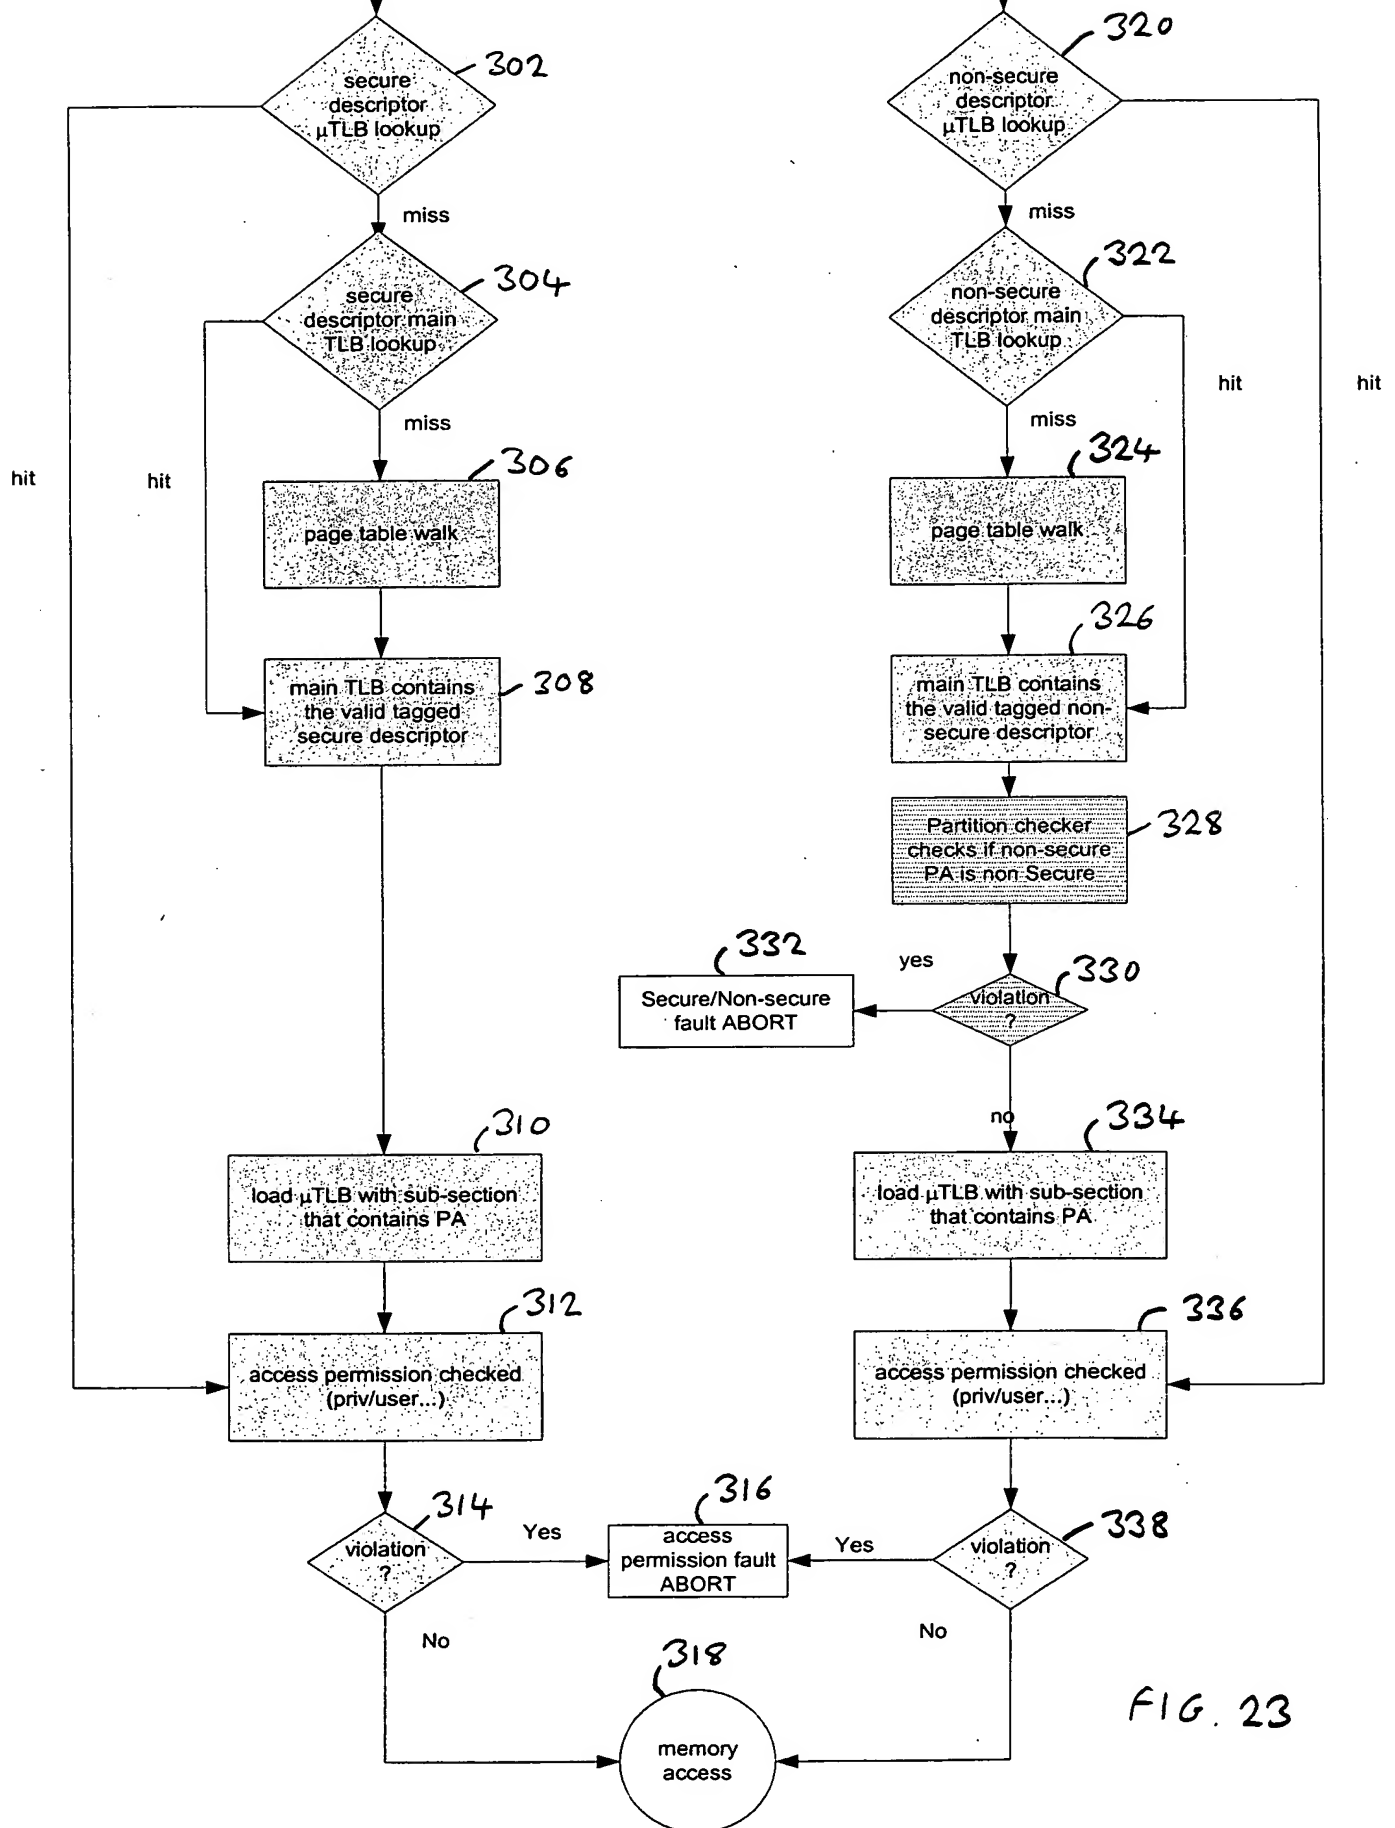 secure
descriptor
µTLB lookup
302
miss
secure
descriptor main
TLB lookup
304
miss
hit
hit
page table walk
306
main TLB contains
the valid tagged
secure descriptor
308
load µTLB with sub-section
that contains PA
310
access permission checked
(priv/user...)
312
violation
?
314
Yes
No
non-secure
descriptor
µTLB lookup
320
miss
non-secure
descriptor main
TLB lookup
322
miss
hit
hit
page table walk
324
main TLB contains
the valid tagged non-
secure descriptor
326
Partition checker
checks if non-secure
PA is non Secure
328
violation
?
330
yes
Secure/Non-secure
fault ABORT
332
no
load µTLB with sub-section
that contains PA
334
access permission checked
(priv/user...)
336
violation
?
338
Yes
No
access
permission fault
ABORT
316
memory
access
318
FIG. 23